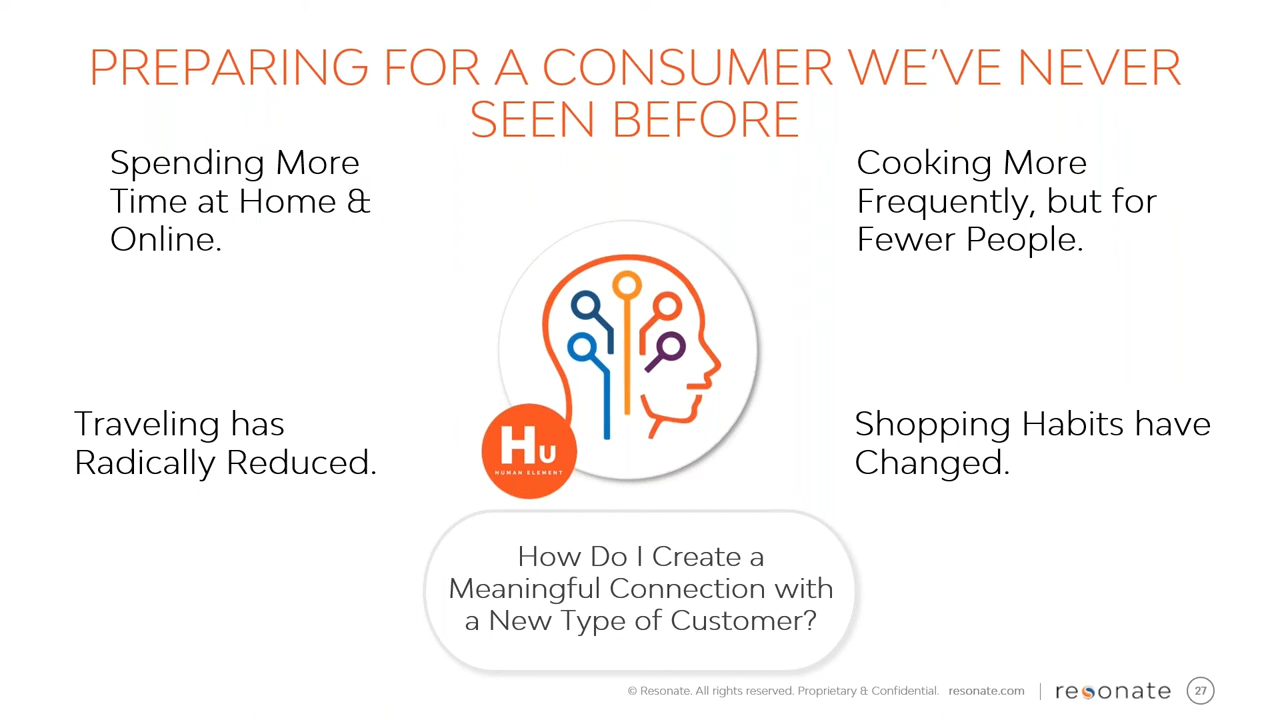 PREPARING FOR A CONSUMER WE'VE NEVER
SEEN BEFORE
Spending More
Time at Home &
Online.
Cooking More
Frequently, but for
Fewer People.
Traveling has
Radically Reduced.
Shopping Habits have
Changed.
Hu
HUMAN ELEMENT
How Do I Create a
Meaningful Connection with
a New Type of Customer?
© Resonate. All rights reserved. Proprietary & Confidential. resonate.com | resonate 27